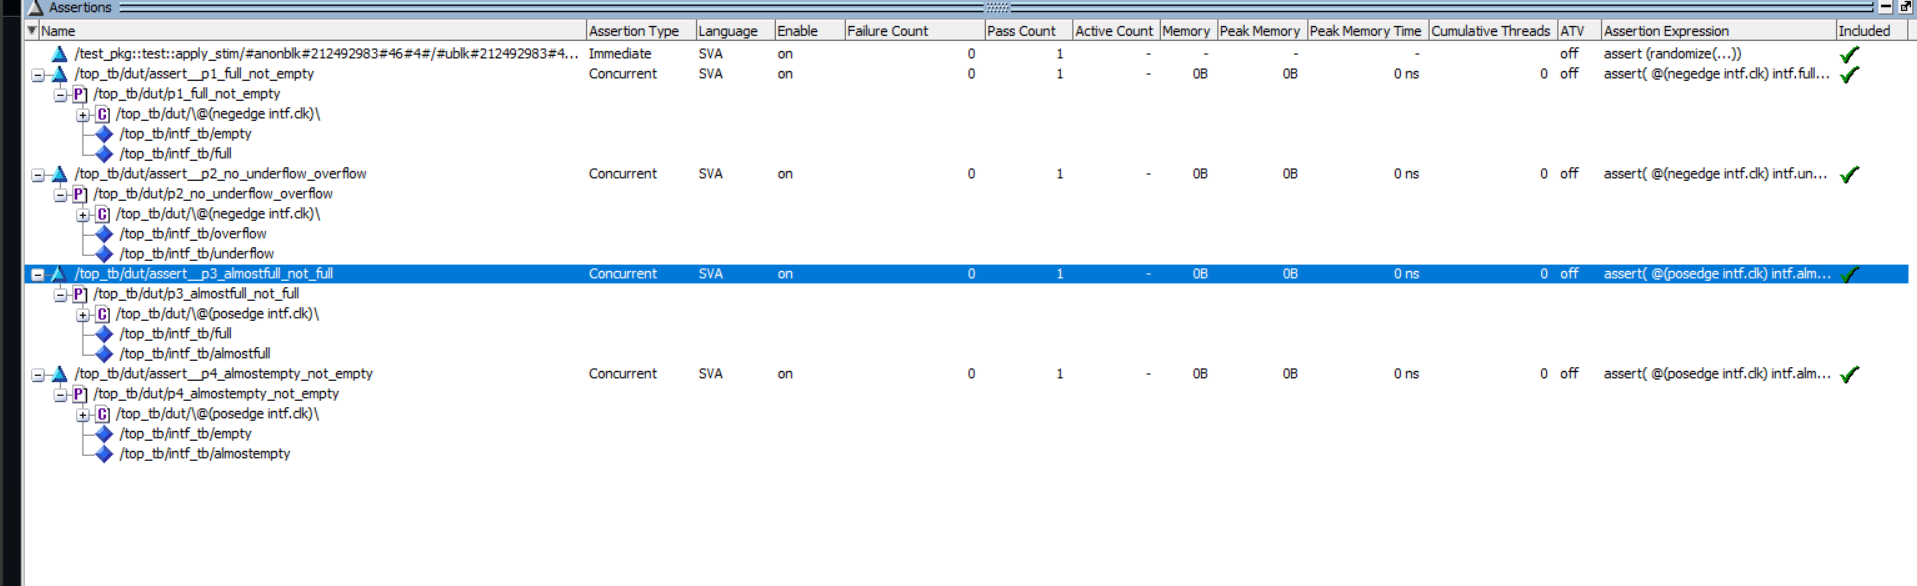 Assertions
Name Assertion Type Language Enable Failure Count Pass Count Active Count Memory Peak Memory Peak Memory Time Cumulative Threads ATV Assertion Expression Included
/test_pkg::test::apply_stim/#anonblk#212492983#46#4#/#ublk#212492983#4... Immediate SVA on 0 1 - - - - off assert (randomize(...))
/top_tb/dut/assert__p1_full_not_empty Concurrent SVA on 0 1 - 0B 0B 0 ns 0 off assert( @(negedge intf.clk) intf.full...
P /top_tb/dut/p1_full_not_empty
C /top_tb/dut/\@(negedge intf.clk)\
/top_tb/intf_tb/empty
/top_tb/intf_tb/full
/top_tb/dut/assert__p2_no_underflow_overflow Concurrent SVA on 0 1 - 0B 0B 0 ns 0 off assert( @(negedge intf.clk) intf.un...
P /top_tb/dut/p2_no_underflow_overflow
C /top_tb/dut/\@(negedge intf.clk)\
/top_tb/intf_tb/overflow
/top_tb/intf_tb/underflow
/top_tb/dut/assert__p3_almostfull_not_full Concurrent SVA on 0 1 - 0B 0B 0 ns 0 off assert( @(posedge intf.clk) intf.alm...
P /top_tb/dut/p3_almostfull_not_full
C /top_tb/dut/\@(posedge intf.clk)\
/top_tb/intf_tb/full
/top_tb/intf_tb/almostfull
/top_tb/dut/assert__p4_almostempty_not_empty Concurrent SVA on 0 1 - 0B 0B 0 ns 0 off assert( @(posedge intf.clk) intf.alm...
P /top_tb/dut/p4_almostempty_not_empty
C /top_tb/dut/\@(posedge intf.clk)\
/top_tb/intf_tb/empty
/top_tb/intf_tb/almostempty